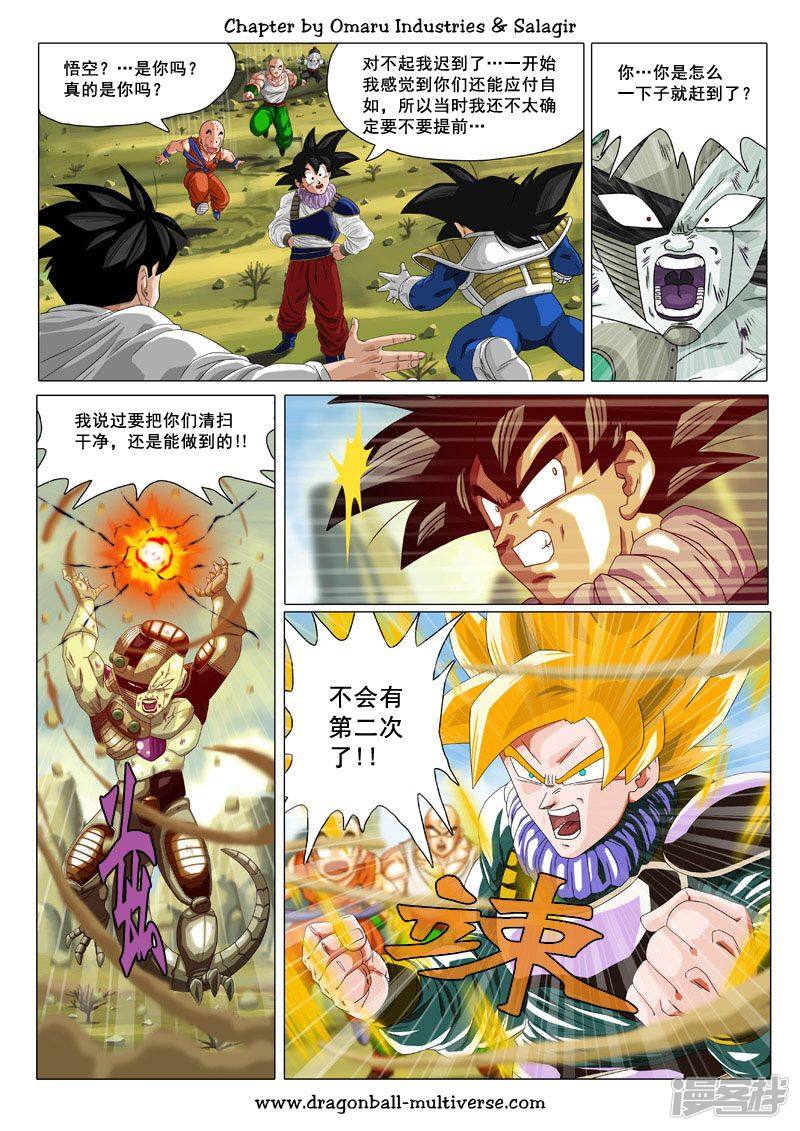 Chapter by Omaru Industries & Salagir
悟空？…是你吗？
真的是你吗？
对不起我迟到了…一开始
我感觉到你们还能应付自
如，所以当时我还不太确
定要不要提前…
你…你是怎么
一下子就赶到了？
我说过要把你们清扫
干净，还是能做到的!!
不会有
第二次
了!!
www.dragonball-multiverse.com
漫客栈